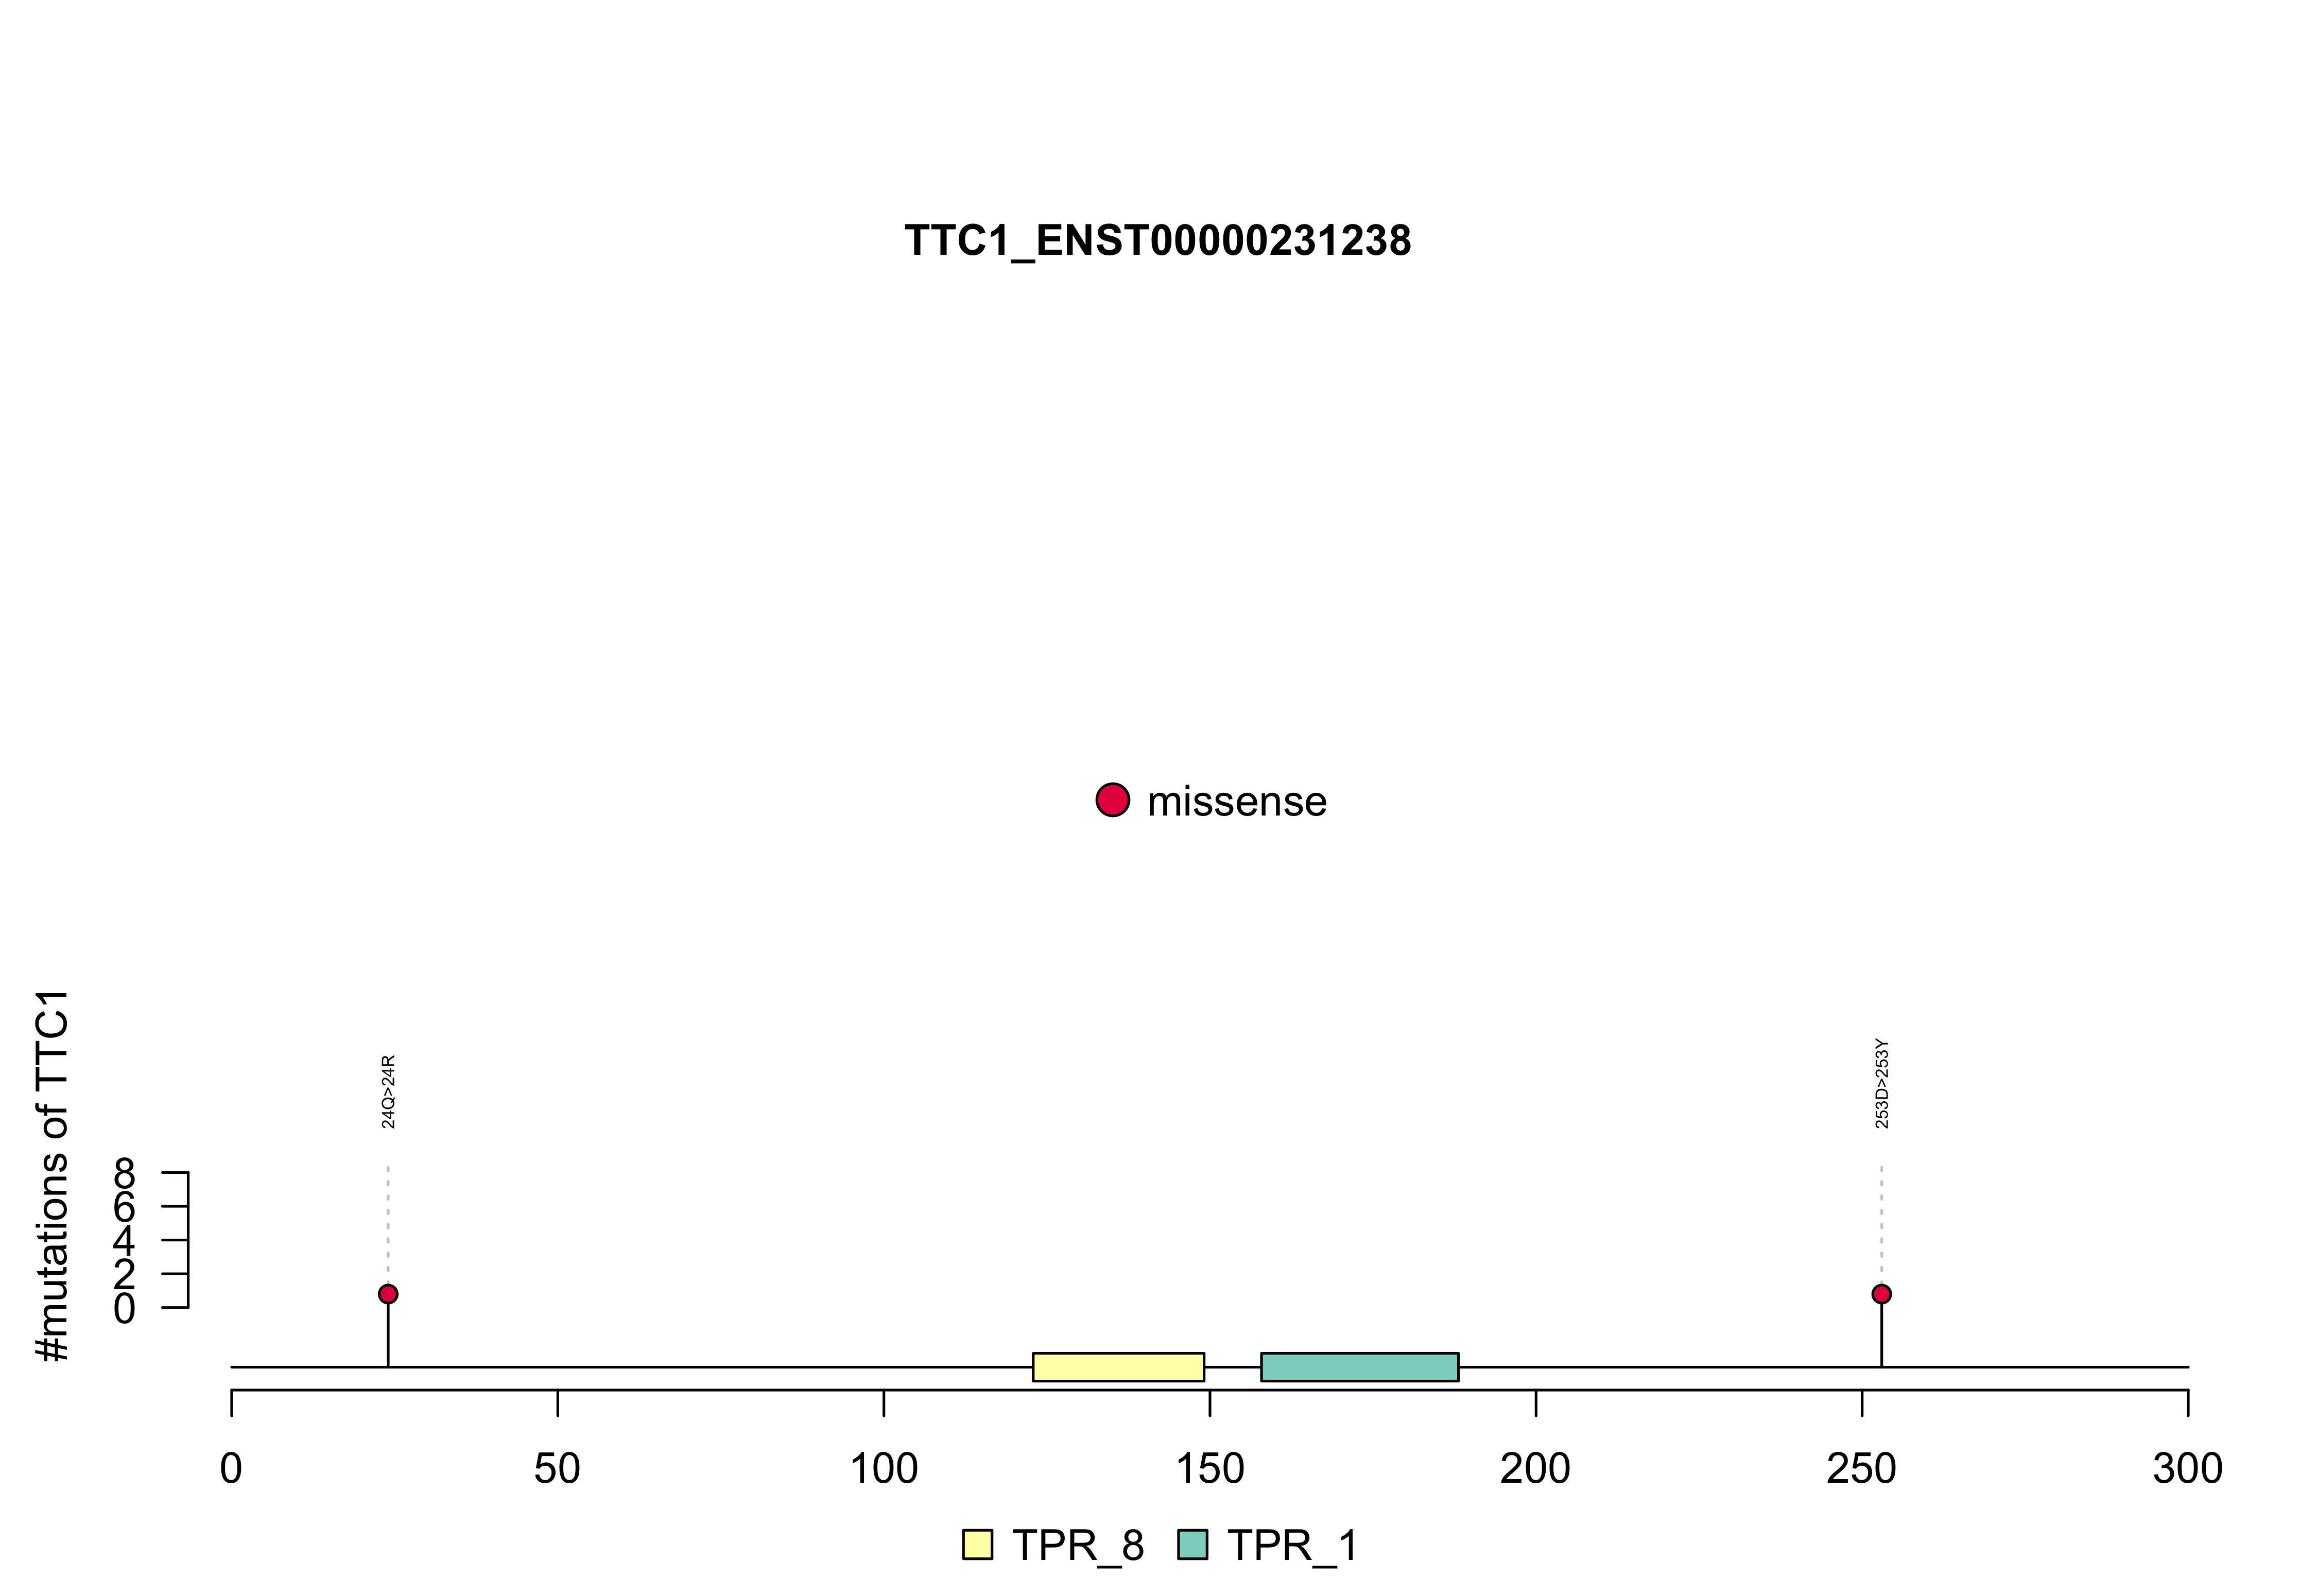 TTC1_ENST00000231238
missense
#mutations of TTC1
24Q>24R
253D>253Y
8
6
4
2
0
0 50 100 150 200 250 300
TPR_8 TPR_1